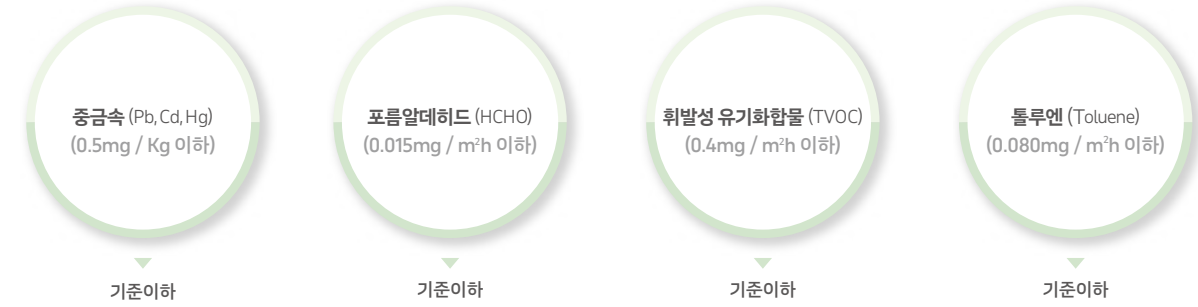 중금속 (Pb, Cd, Hg)
(0.5mg / Kg 이하)
기준이하
포름알데히드 (HCHO)
(0.015mg / m²h 이하)
기준이하
휘발성 유기화합물 (TVOC)
(0.4mg / m²h 이하)
기준이하
톨루엔 (Toluene)
(0.080mg / m²h 이하)
기준이하